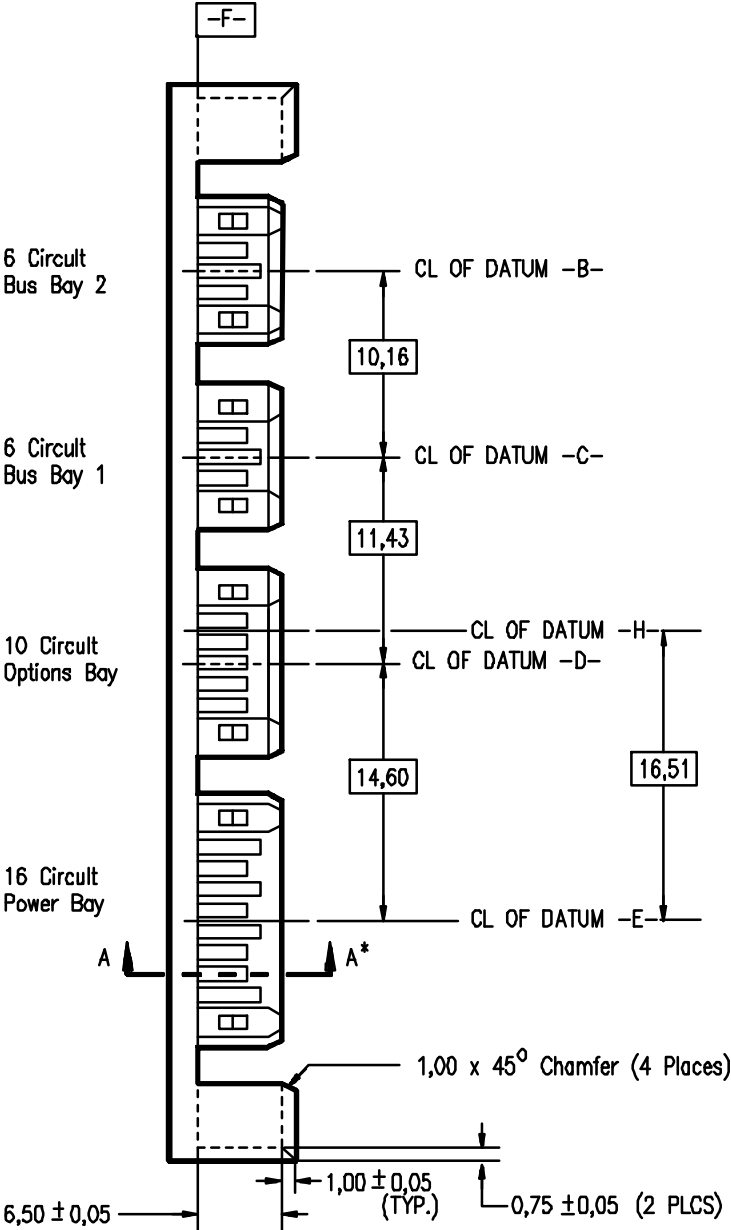 -F-
6 Circuit
Bus Bay 2
CL OF DATUM -B-
10,16
6 Circuit
Bus Bay 1
CL OF DATUM -C-
11,43
CL OF DATUM -H-
10 Circuit
Options Bay
CL OF DATUM -D-
14,60
16,51
16 Circuit
Power Bay
CL OF DATUM -E-
A
A*
1,00 x 45° Chamfer (4 Places)
1,00 ± 0,05
(TYP.)
6,50 ± 0,05
0,75 ±0,05 (2 PLCS)